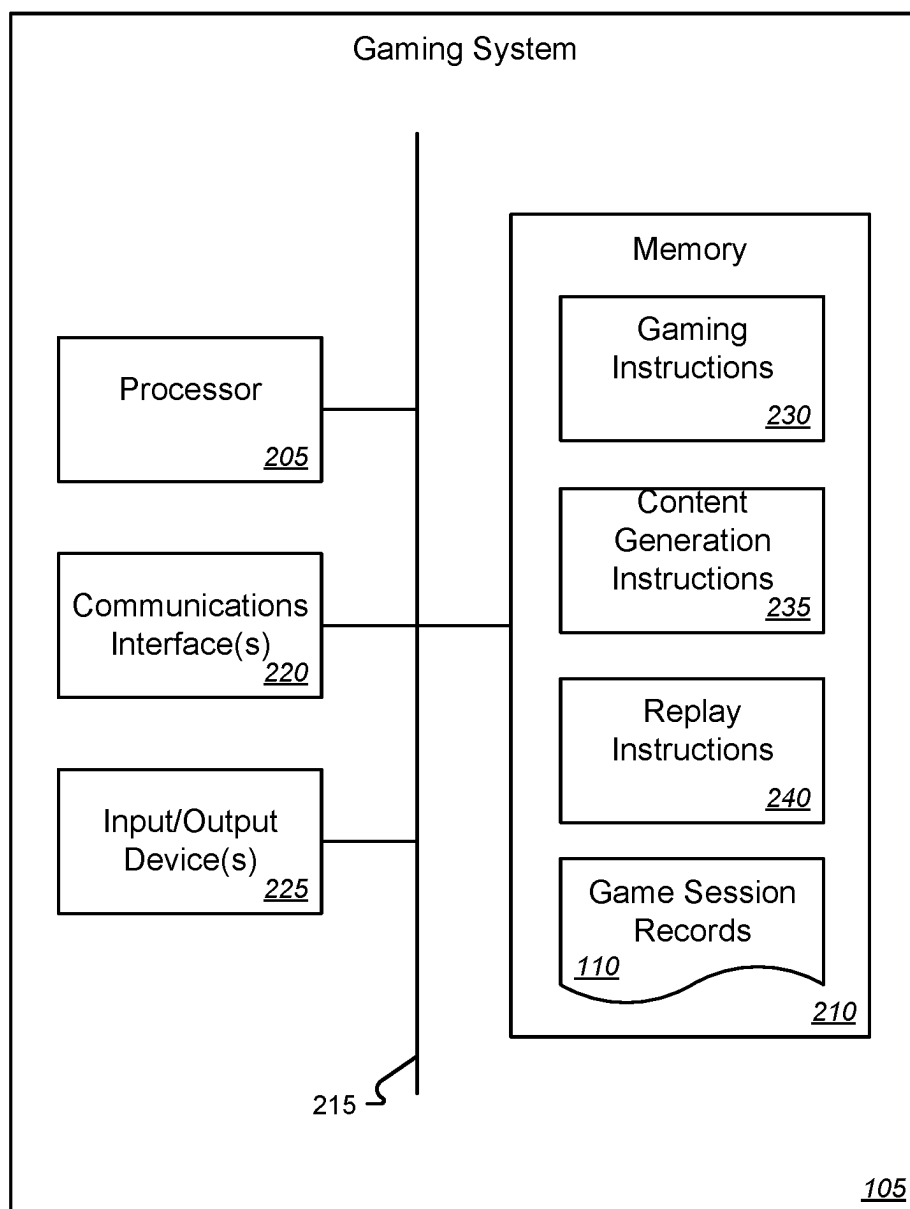 Gaming System
Processor
205
Communications
Interface(s)
220
Input/Output
Device(s)
225
215
Memory
Gaming
Instructions
230
Content
Generation
Instructions
235
Replay
Instructions
240
Game Session
Records
110
210
105